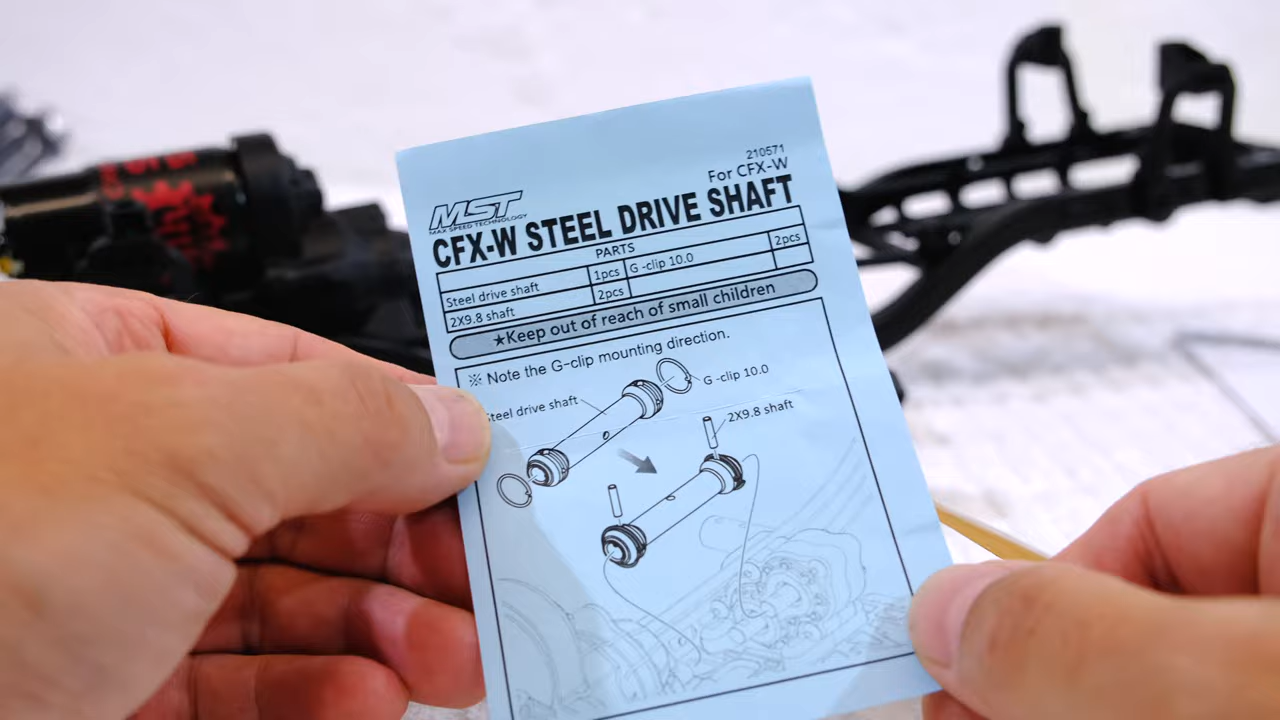 210571
For CFX-W
MST
MAX SPEED TECHNOLOGY
CFX-W STEEL DRIVE SHAFT
PARTS
Steel drive shaft 1pcs G -clip 10.0 2pcs
2X9.8 shaft 2pcs
★Keep out of reach of small children
※ Note the G-clip mounting direction.
G -clip 10.0
teel drive shaft
2X9.8 shaft